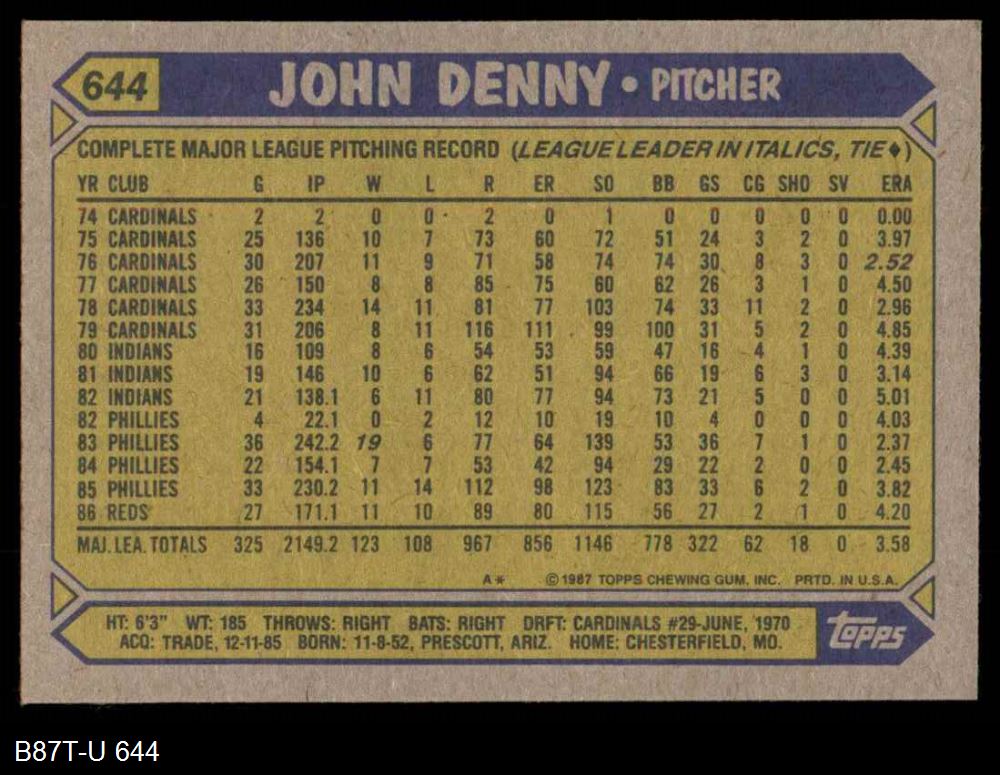 644 JOHN DENNY • PITCHER
COMPLETE MAJOR LEAGUE PITCHING RECORD (LEAGUE LEADER IN ITALICS, TIE♦)
YR CLUB G IP W L R ER SO BB GS CG SHO SV ERA
74 CARDINALS 2 2 0 0 2 0 1 0 0 0 0 0 0.00
75 CARDINALS 25 136 10 7 73 60 72 51 24 3 2 0 3.97
76 CARDINALS 30 207 11 9 71 58 74 74 30 8 3 0 2.52
77 CARDINALS 26 150 8 8 85 75 60 62 26 3 1 0 4.50
78 CARDINALS 33 234 14 11 81 77 103 74 33 11 2 0 2.96
79 CARDINALS 31 206 8 11 116 111 99 100 31 5 2 0 4.85
80 INDIANS 16 109 8 6 54 53 59 47 16 4 1 0 4.39
81 INDIANS 19 146 10 6 62 51 94 66 19 6 3 0 3.14
82 INDIANS 21 138.1 6 11 80 77 94 73 21 5 0 0 5.01
82 PHILLIES 4 22.1 0 2 12 10 19 10 4 0 0 0 4.03
83 PHILLIES 36 242.2 19 6 77 64 139 53 36 7 1 0 2.37
84 PHILLIES 22 154.1 7 7 53 42 94 29 22 2 0 0 2.45
85 PHILLIES 33 230.2 11 14 112 98 123 83 33 6 2 0 3.82
86 REDS 27 171.1 11 10 89 80 115 56 27 2 1 0 4.20
MAJ. LEA. TOTALS 325 2149.2 123 108 967 856 1146 778 322 62 18 0 3.58
A* ©1987 TOPPS CHEWING GUM, INC. PRTD. IN U.S.A.
HT: 6'3" WT: 185 THROWS: RIGHT BATS: RIGHT DRFT: CARDINALS #29-JUNE, 1970
ACQ: TRADE, 12-11-85 BORN: 11-8-52, PRESCOTT, ARIZ. HOME: CHESTERFIELD, MO.
topps
B87T-U 644